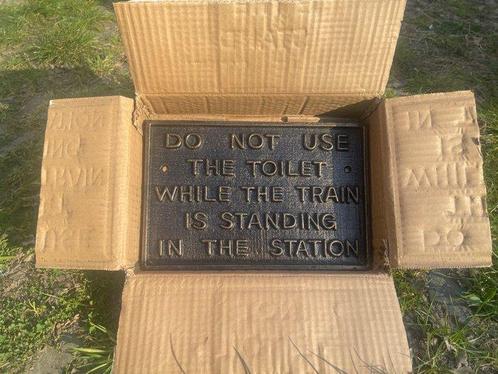 DO NOT USE
THE TOILET
WHILE THE TRAIN
IS STANDING
IN THE STATION